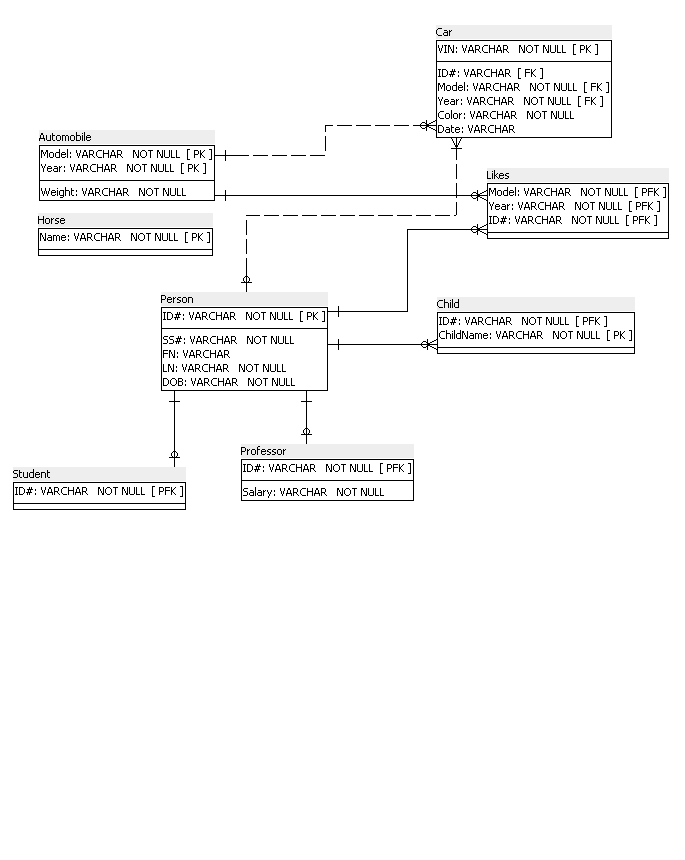 Car
VIN: VARCHAR NOT NULL [ PK ]
ID#: VARCHAR [ FK ]
Model: VARCHAR NOT NULL [ FK ]
Year: VARCHAR NOT NULL [ FK ]
Color: VARCHAR NOT NULL
Date: VARCHAR
Automobile
Model: VARCHAR NOT NULL [ PK ]
Year: VARCHAR NOT NULL [ PK ]
Weight: VARCHAR NOT NULL
Likes
Model: VARCHAR NOT NULL [ PFK ]
Year: VARCHAR NOT NULL [ PFK ]
ID#: VARCHAR NOT NULL [ PFK ]
Horse
Name: VARCHAR NOT NULL [ PK ]
Person
ID#: VARCHAR NOT NULL [ PK ]
SS#: VARCHAR NOT NULL
FN: VARCHAR
LN: VARCHAR NOT NULL
DOB: VARCHAR NOT NULL
Child
ID#: VARCHAR NOT NULL [ PFK ]
ChildName: VARCHAR NOT NULL [ PK ]
Professor
ID#: VARCHAR NOT NULL [ PFK ]
Salary: VARCHAR NOT NULL
Student
ID#: VARCHAR NOT NULL [ PFK ]